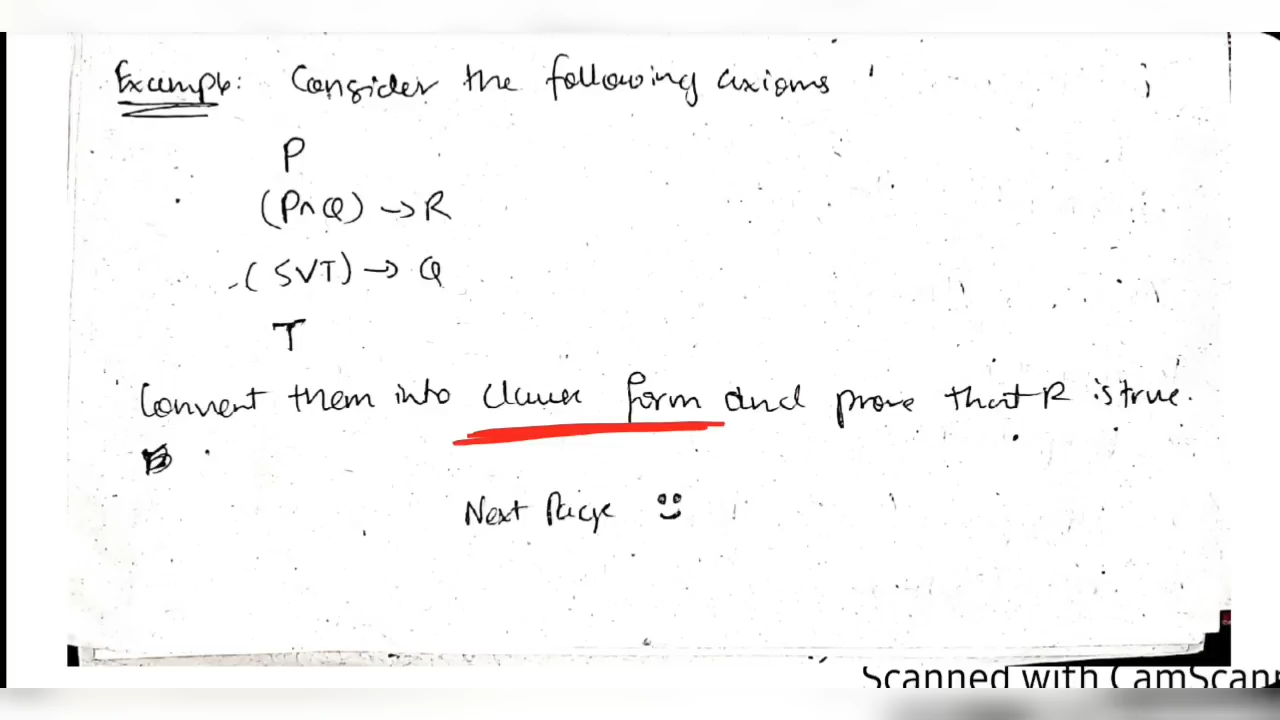 Example: Consider the following axioms
P
(P∧Q) → R
(S∨T) → Q
T
Convert them into clause form and prove that R is true.
Next Page
Scanned with CamScan